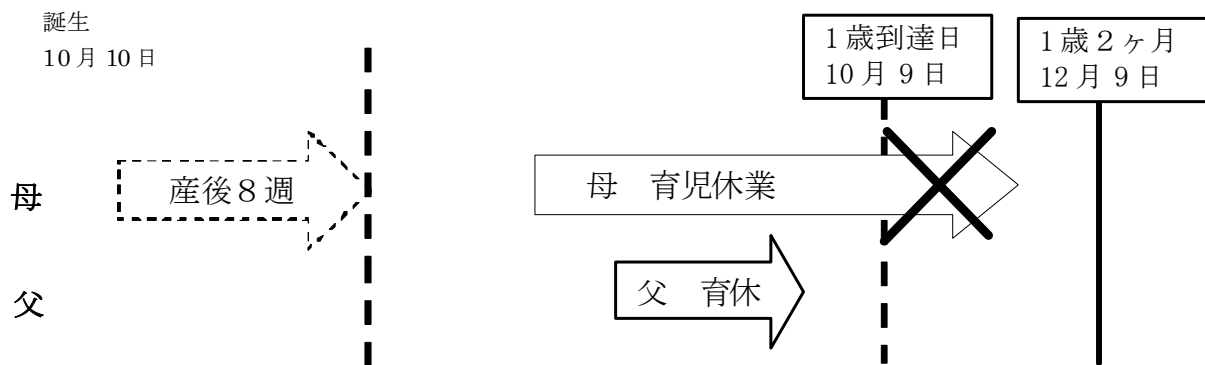 誕生
10月10日
1歳到達日
10月9日
1歳2ヶ月
12月9日
母
産後8週
母　育児休業
父
父　育休